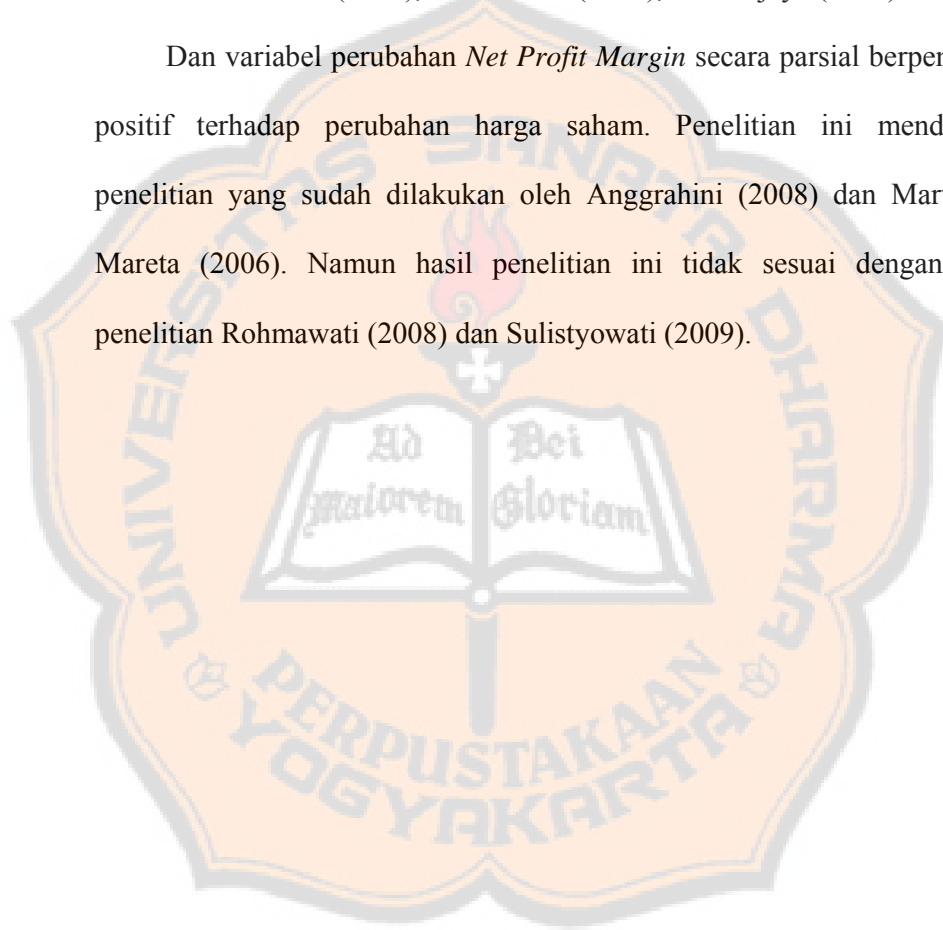 Dan variabel perubahan Net Profit Margin secara parsial berper
positif terhadap perubahan harga saham. Penelitian ini mend
penelitian yang sudah dilakukan oleh Anggrahini (2008) dan Mar
Mareta (2006). Namun hasil penelitian ini tidak sesuai dengan
penelitian Rohmawati (2008) dan Sulistyowati (2009).
UNIVERSITAS SANATA DHARMA
Ad
maiorem
Dei
Gloriam
PERPUSTAKAAN
YOGYAKARTA